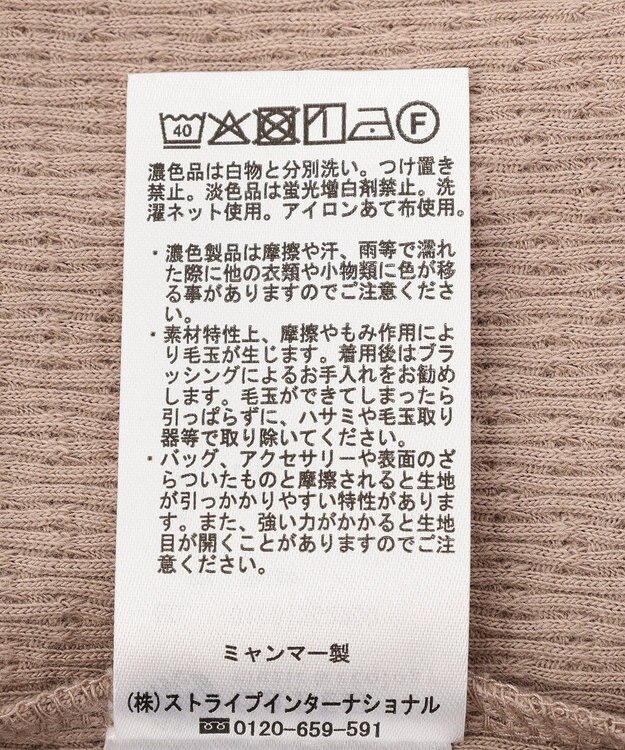 40 F
濃色品は白物と分別洗い。つけ置き
禁止。淡色品は蛍光増白剤禁止。洗
濯ネット使用。アイロンあて布使用。
・濃色製品は摩擦や汗、雨等で濡れ
た際に他の衣類や小物類に色が移
る事がありますのでご注意くださ
い。
・素材特性上、摩擦やもみ作用によ
り毛玉が生じます。着用後はブラ
ッシングによるお手入れをお勧め
します。毛玉ができてしまったら
引っぱらずに、ハサミや毛玉取り
器等で取り除いてください。
・バッグ、アクセサリーや表面のざ
らついたものと摩擦されると生地
が引っかかりやすい特性がありま
す。また、強い力がかかると生地
目が開くことがありますのでご注
意ください。
ミャンマー製
(株)ストライプインターナショナル
0120-659-591